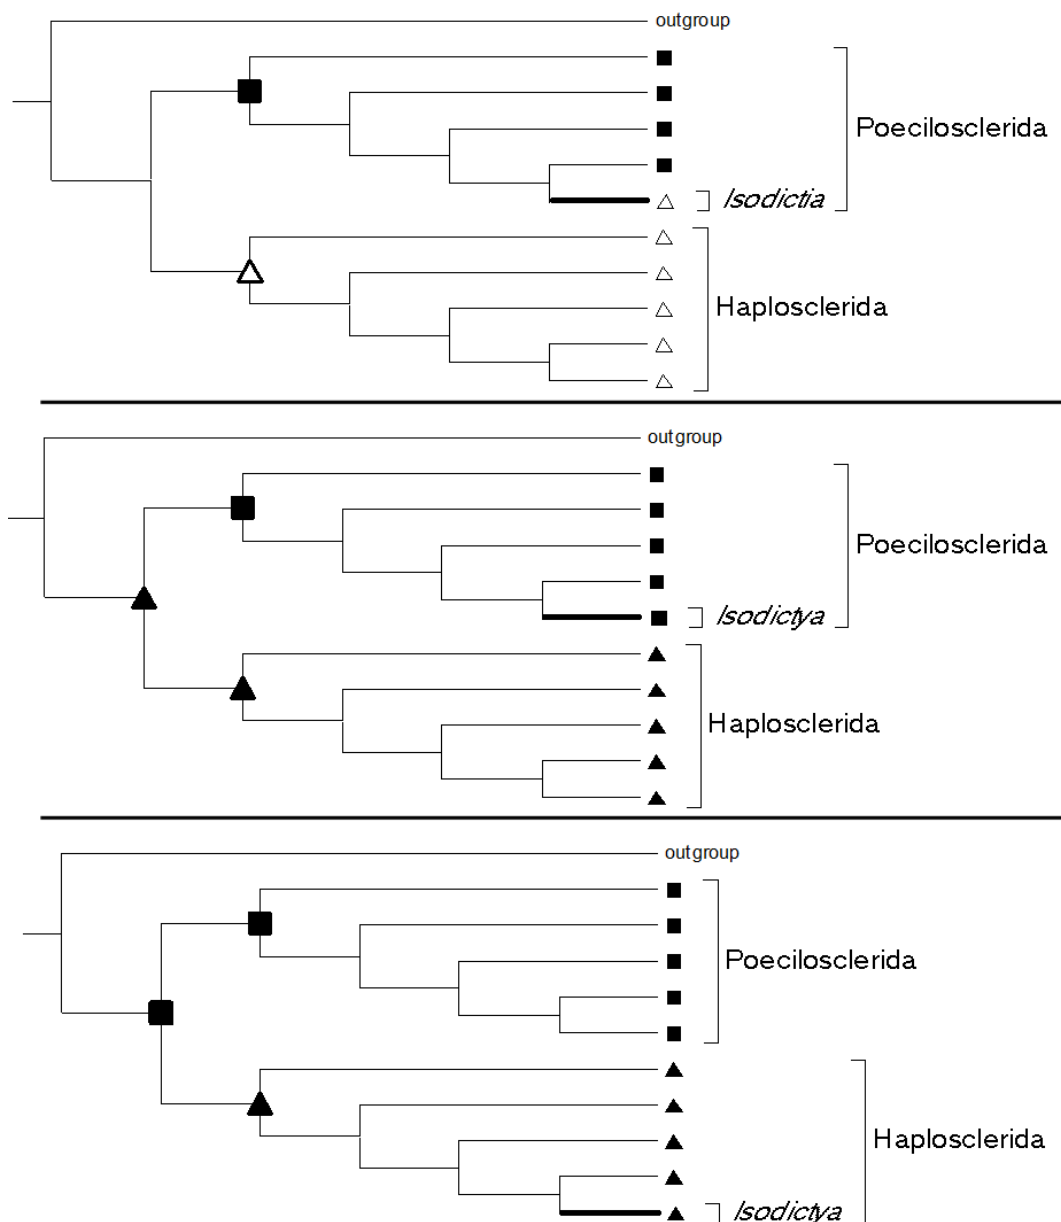 outgroup
Poecilosclerida
Isodictia
Haplosclerida
outgroup
Poecilosclerida
Isodictya
Haplosclerida
outgroup
Poecilosclerida
Haplosclerida
Isodictya